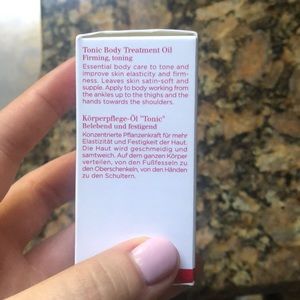 Tonic Body Treatment Oil
Firming, toning
Essential body care to tone and
improve skin elasticity and firm-
ness. Leaves skin satin-soft and
supple. Apply to body working from
the ankles up to the thighs and the
hands towards the shoulders.
Körperpflege-Öl "Tonic"
Belebend und festigend
Konzentrierte Pflanzenkraft für mehr
Elastizität und Festigkeit der Haut.
Die Haut wird geschmeidig und
samtweich. Auf dem ganzen Körper
verteilen, von den Fußfesseln zu
den Oberschenkeln, von den Händen
zu den Schultern.